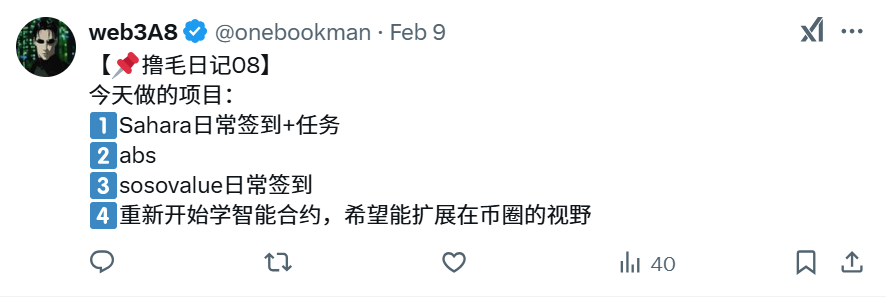 web3A8 @onebookman · Feb 9
【📌撸毛日记08】
今天做的项目：
1️⃣Sahara日常签到+任务
2️⃣abs
3️⃣sosovalue日常签到
4️⃣重新开始学智能合约，希望能扩展在币圈的视野
40